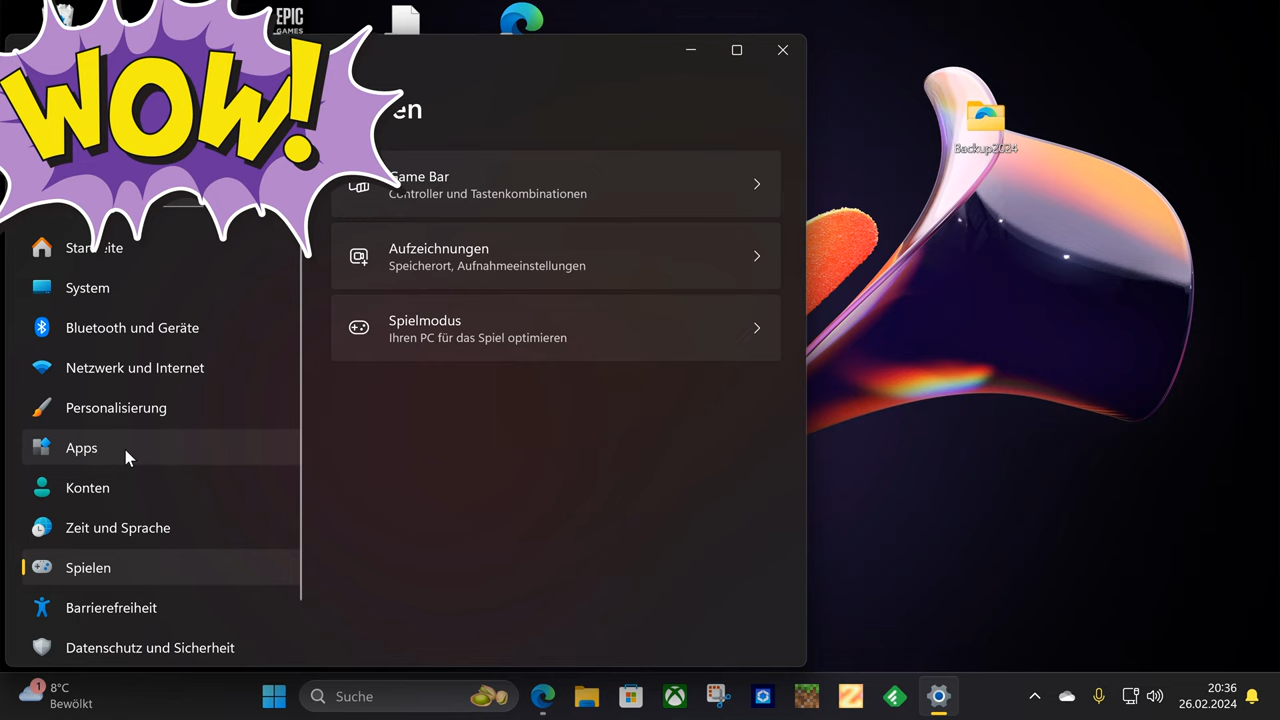 EPIC
GAMES
WOW!
en
Game Bar
Controller und Tastenkombinationen
Aufzeichnungen
Speicherort, Aufnahmeeinstellungen
Spielmodus
Ihren PC für das Spiel optimieren
System
Bluetooth und Geräte
Netzwerk und Internet
Personalisierung
Apps
Konten
Zeit und Sprache
Spielen
Barrierefreiheit
Datenschutz und Sicherheit
Backup2024
1
8°C
Bewölkt
Suche
20:36
26.02.2024